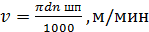 v = πdn шп / 1000, м/мин